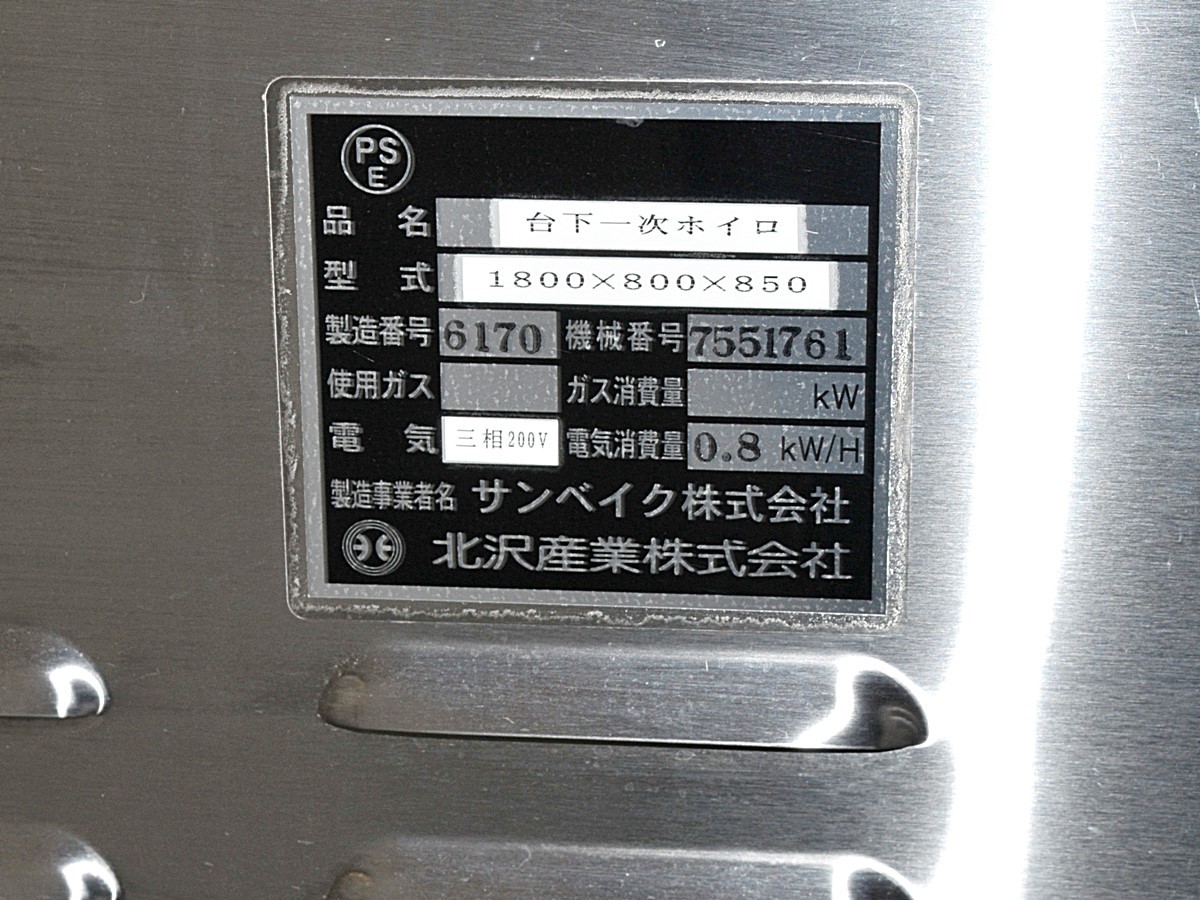 PS
E
品名 台下一次ホイロ
型式 1800×800×850
製造番号 6170 機械番号 7551761
使用ガス ガス消費量 kW
電気 三相200V 電気消費量 0.8 kW/H
製造事業者名 サンベイク株式会社
北沢産業株式会社